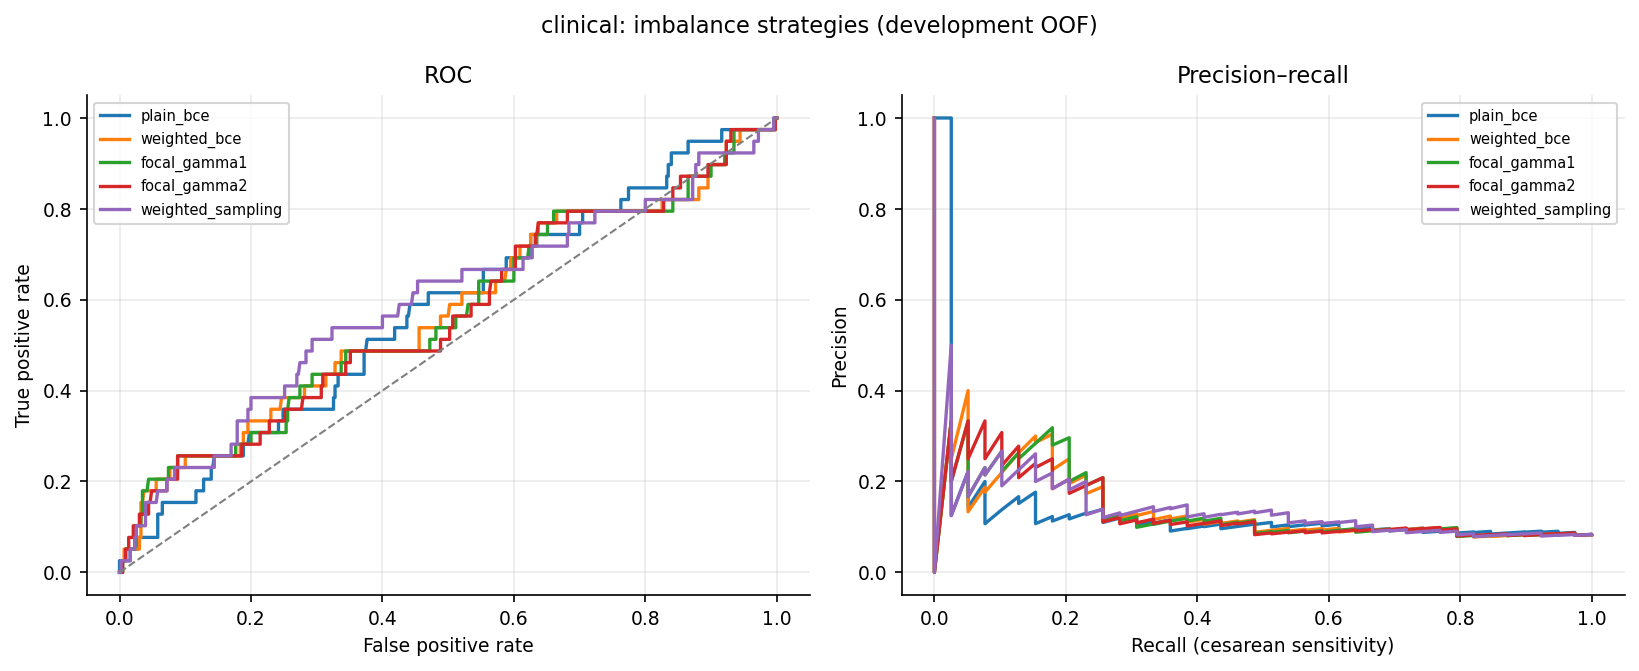 clinical: imbalance strategies (development OOF)
ROC
1.0
0.8
0.6
0.4
0.2
0.0
True positive rate
plain_bce
weighted_bce
focal_gamma1
focal_gamma2
weighted_sampling
0.0 0.2 0.4 0.6 0.8 1.0
False positive rate
Precision–recall
1.0
0.8
0.6
0.4
0.2
0.0
Precision
plain_bce
weighted_bce
focal_gamma1
focal_gamma2
weighted_sampling
0.0 0.2 0.4 0.6 0.8 1.0
Recall (cesarean sensitivity)